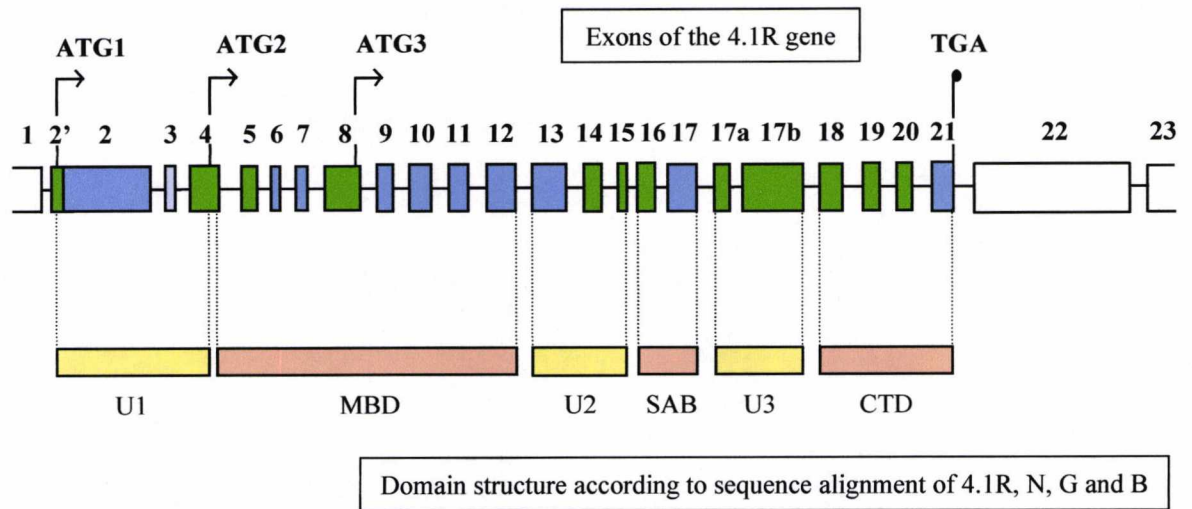 Exons of the 4.1R gene
ATG1 ATG2 ATG3 TGA
1 2’ 2 3 4 5 6 7 8 9 10 11 12 13 14 15 16 17 17a 17b 18 19 20 21 22 23
U1 MBD U2 SAB U3 CTD
Domain structure according to sequence alignment of 4.1R, N, G and B